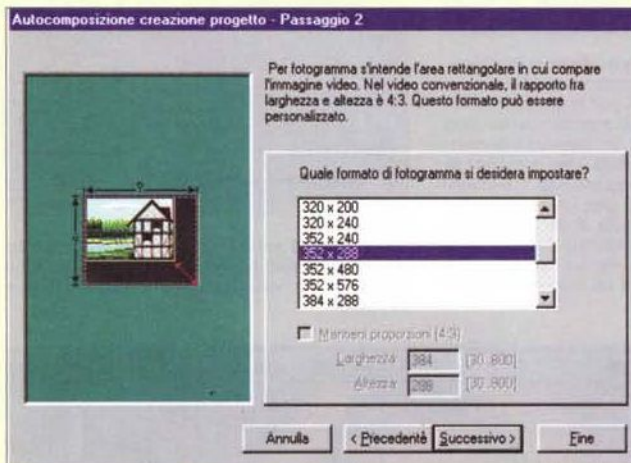 Autocomposizione creazione progetto - Passaggio 2
Per fotogramma s'intende l'area rettangolare in cui compare
l'immagine video. Nel video convenzionale, il rapporto fra
larghezza e altezza è 4:3. Questo formato può essere
personalizzato.
?
?
Quale formato di fotogramma si desidera impostare?
320 x 200
320 x 240
352 x 240
352 x 288
352 x 480
352 x 576
384 x 288
Mantieni proporzioni (4:3)
Larghezza: 384 [30..800]
Altezza: 288 [30..800]
Annulla < Precedente Successivo > Fine